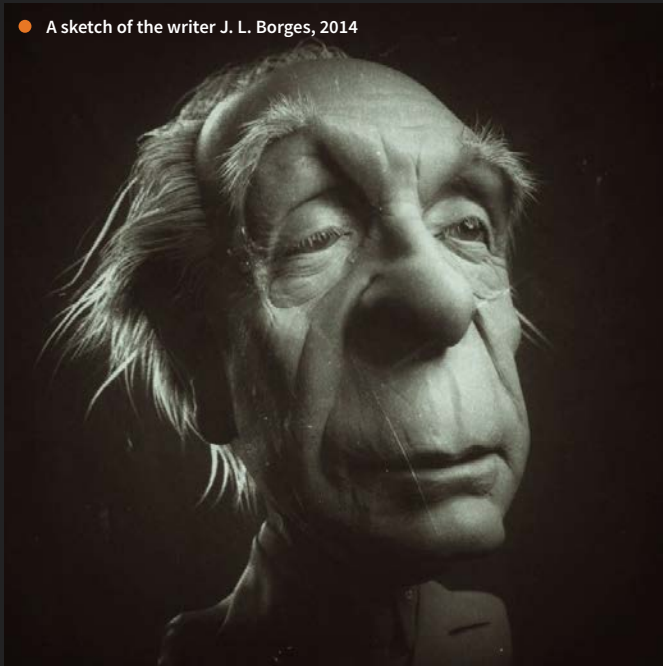 A sketch of the writer J. L. Borges, 2014